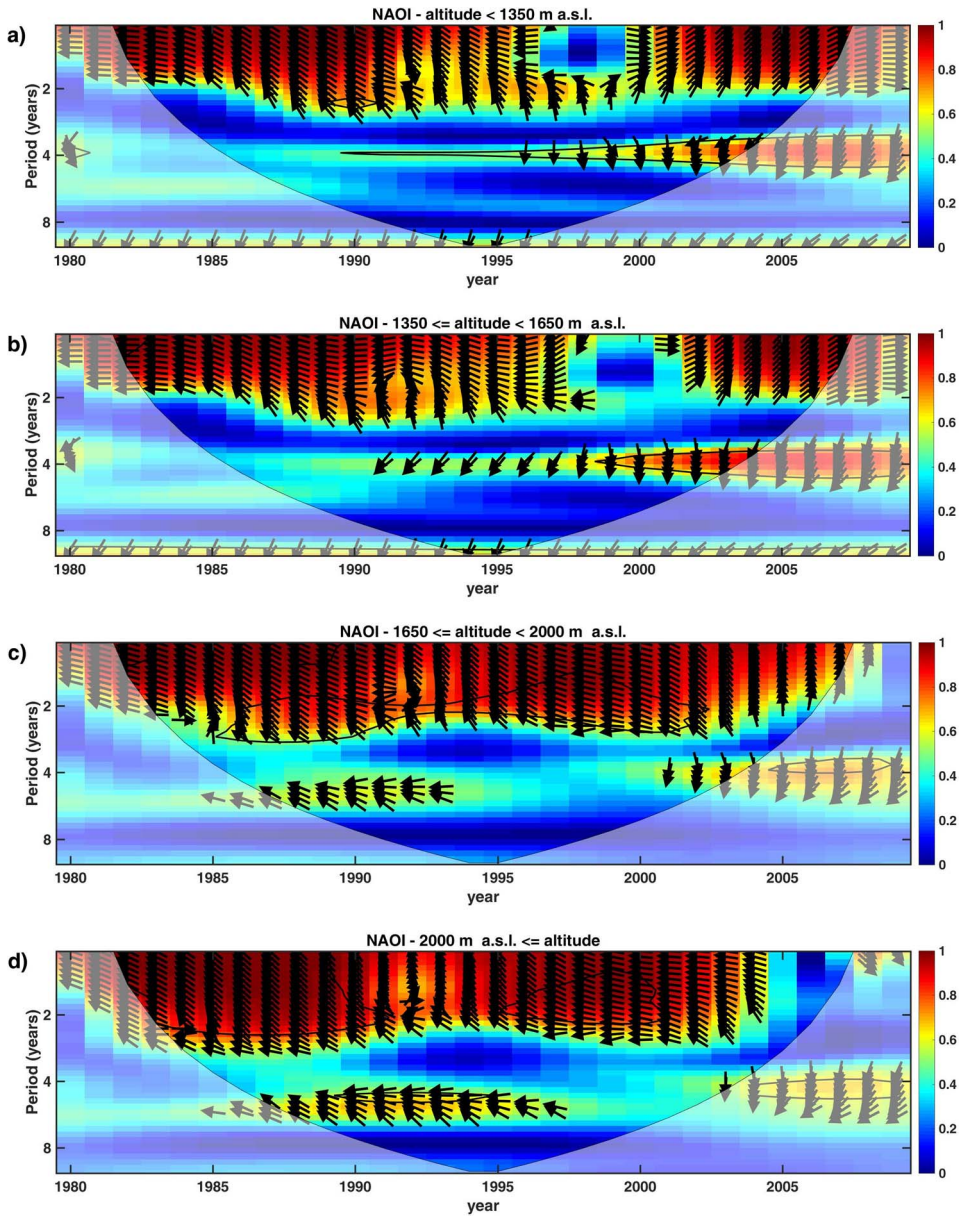 NAOI - altitude < 1350 m a.s.l.
a)
1
0.8
0.6
0.4
0.2
0
Period (years)
2
4
8
1980 1985 1990 1995 2000 2005
year
NAOI - 1350 <= altitude < 1650 m a.s.l.
b)
1
0.8
0.6
0.4
0.2
0
Period (years)
2
4
8
1980 1985 1990 1995 2000 2005
year
NAOI - 1650 <= altitude < 2000 m a.s.l.
c)
1
0.8
0.6
0.4
0.2
0
Period (years)
2
4
8
1980 1985 1990 1995 2000 2005
year
NAOI - 2000 m a.s.l. <= altitude
d)
1
0.8
0.6
0.4
0.2
0
Period (years)
2
4
8
1980 1985 1990 1995 2000 2005
year